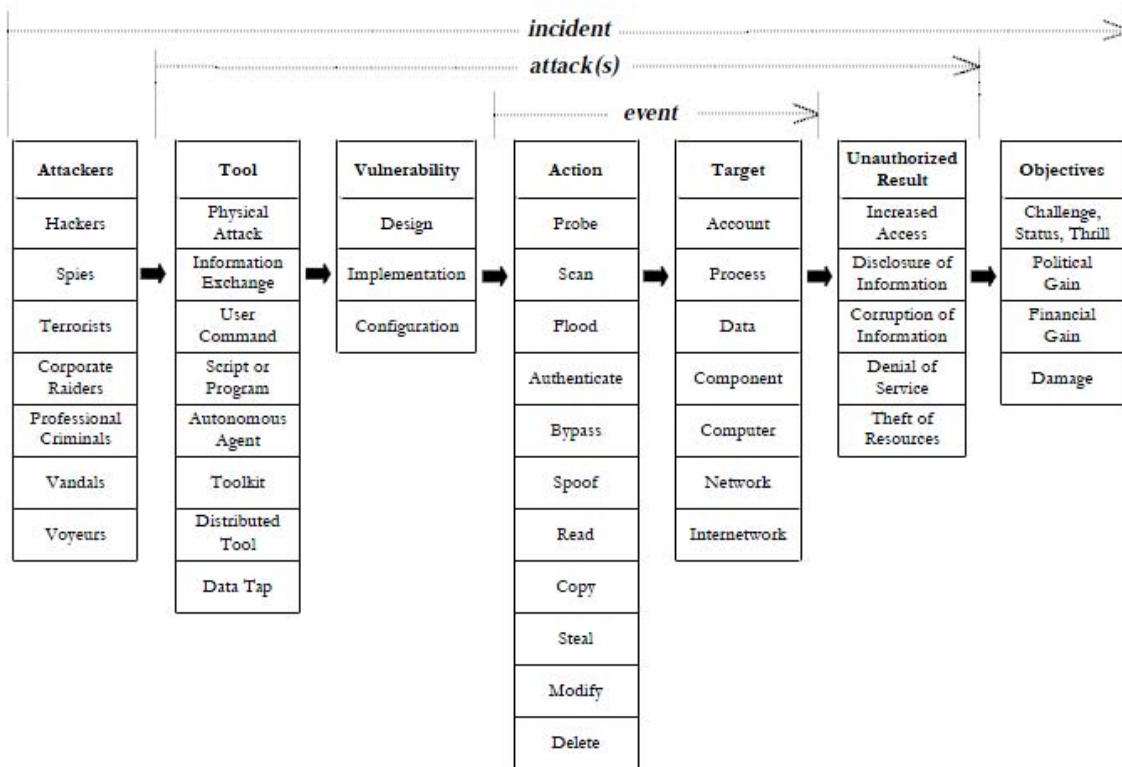 incident
attack(s)
event
Attackers
Hackers
Spies
Terrorists
Corporate
Raiders
Professional
Criminals
Vandals
Voyeurs
Tool
Physical
Attack
Information
Exchange
User
Command
Script or
Program
Autonomous
Agent
Toolkit
Distributed
Tool
Data Tap
Vulnerability
Design
Implementation
Configuration
Action
Probe
Scan
Flood
Authenticate
Bypass
Spoof
Read
Copy
Steal
Modify
Delete
Target
Account
Process
Data
Component
Computer
Network
Internetwork
Unauthorized
Result
Increased
Access
Disclosure of
Information
Corruption of
Information
Denial of
Service
Theft of
Resources
Objectives
Challenge,
Status, Thrill
Political
Gain
Financial
Gain
Damage